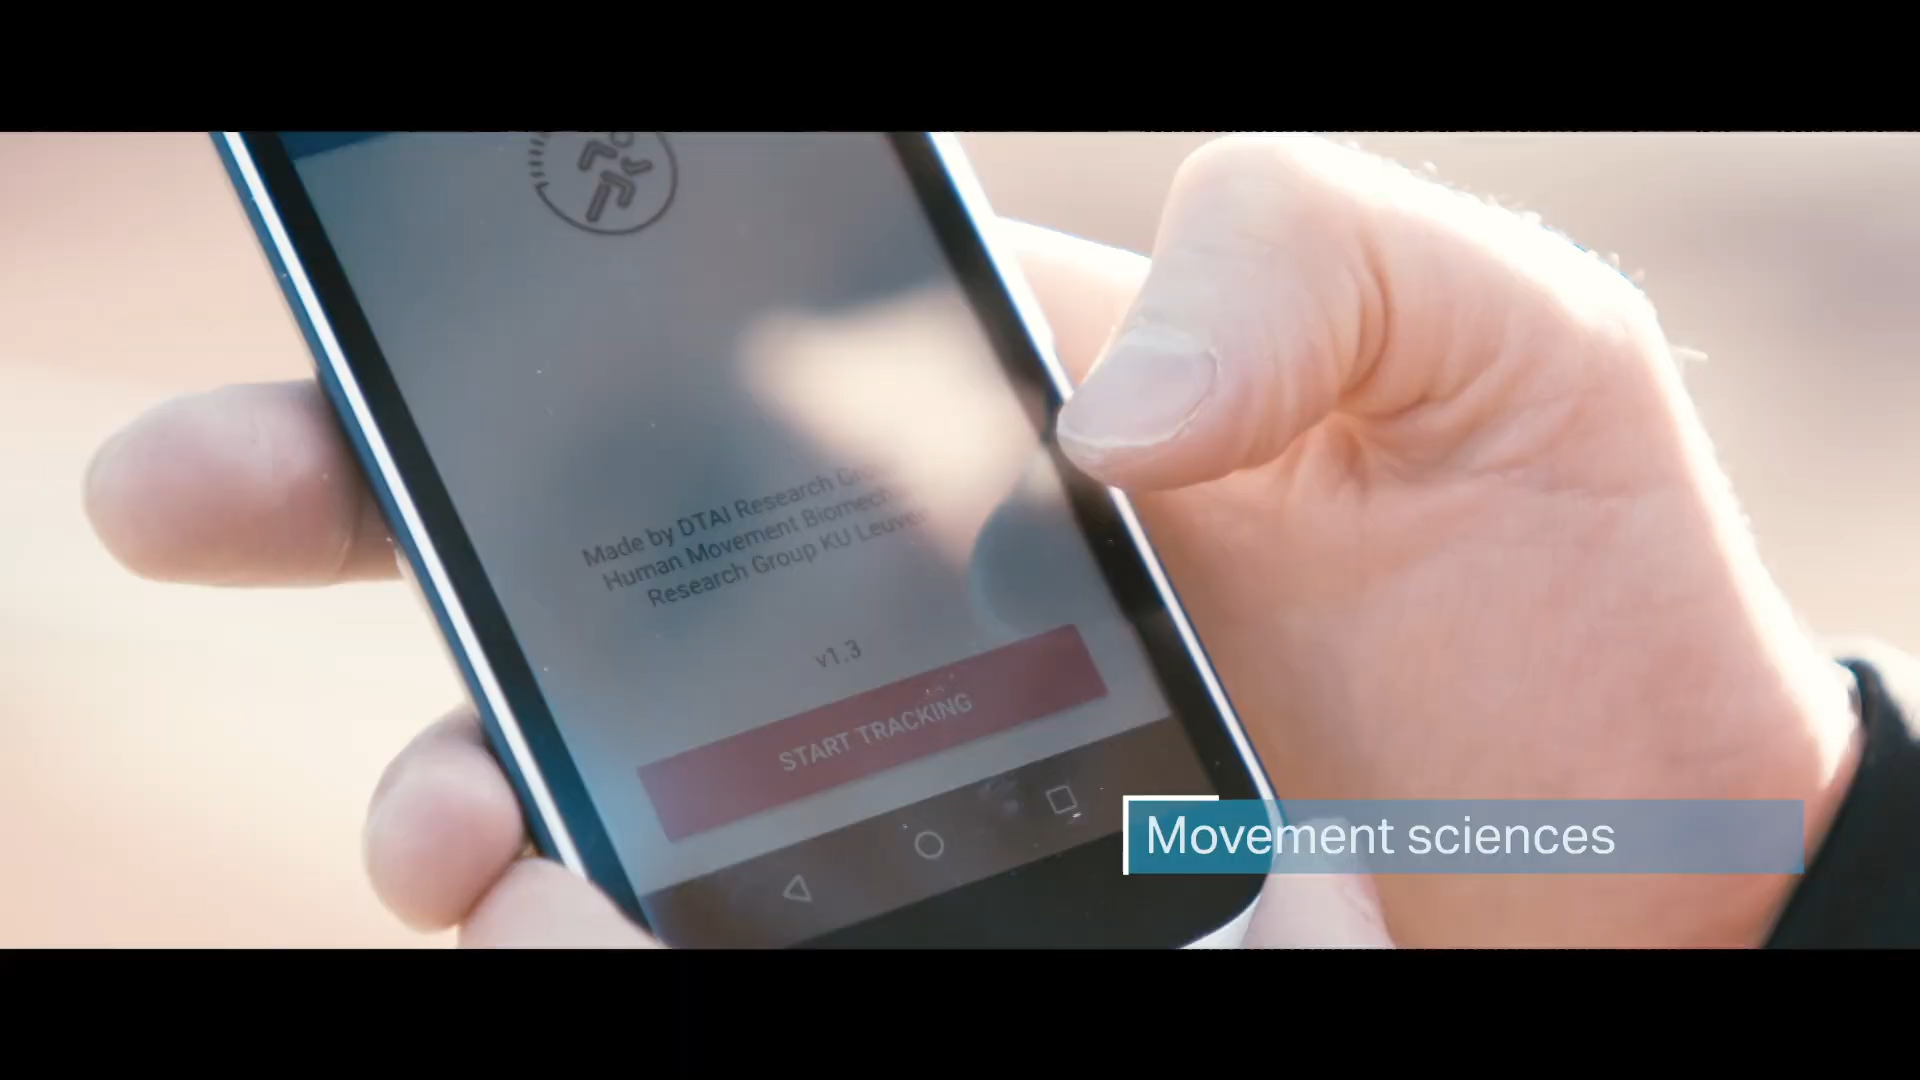 Made by DTAI Research
Human Movement
Research Group KU
v1.3
START TRACKING
Movement sciences